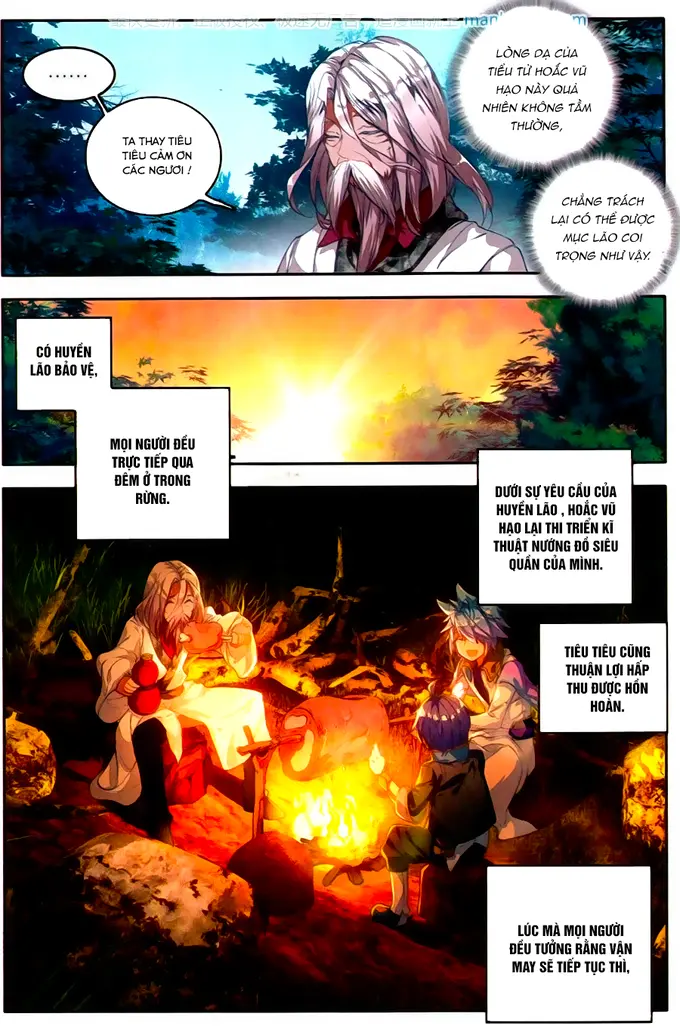 ......
TA THAY TIÊU
TIÊU CẢM ƠN
CÁC NGƯƠI !
LÒNG DẠ CỦA
TIỂU TỬ HOẮC VŨ
HẠO NÀY QUẢ
NHIÊN KHÔNG TẦM
THƯỜNG,
CHẲNG TRÁCH
LẠI CÓ THỂ ĐƯỢC
MỤC LÃO COI
TRỌNG NHƯ VẬY.
CÓ HUYỀN
LÃO BẢO VỆ,
MỌI NGƯỜI ĐỀU
TRỰC TIẾP QUA
ĐÊM Ở TRONG
RỪNG.
DƯỚI SỰ YÊU CẦU CỦA
HUYỀN LÃO , HOẮC VŨ
HẠO LẠI THI TRIỂN KĨ
THUẬT NƯỚNG ĐỒ SIÊU
QUẦN CỦA MÌNH.
TIÊU TIÊU CŨNG
THUẬN LỢI HẤP
THU ĐƯỢC HỒN
HOÀN.
LÚC MÀ MỌI NGƯỜI
ĐỀU TƯỞNG RẰNG VẬN
MAY SẼ TIẾP TỤC THÌ,